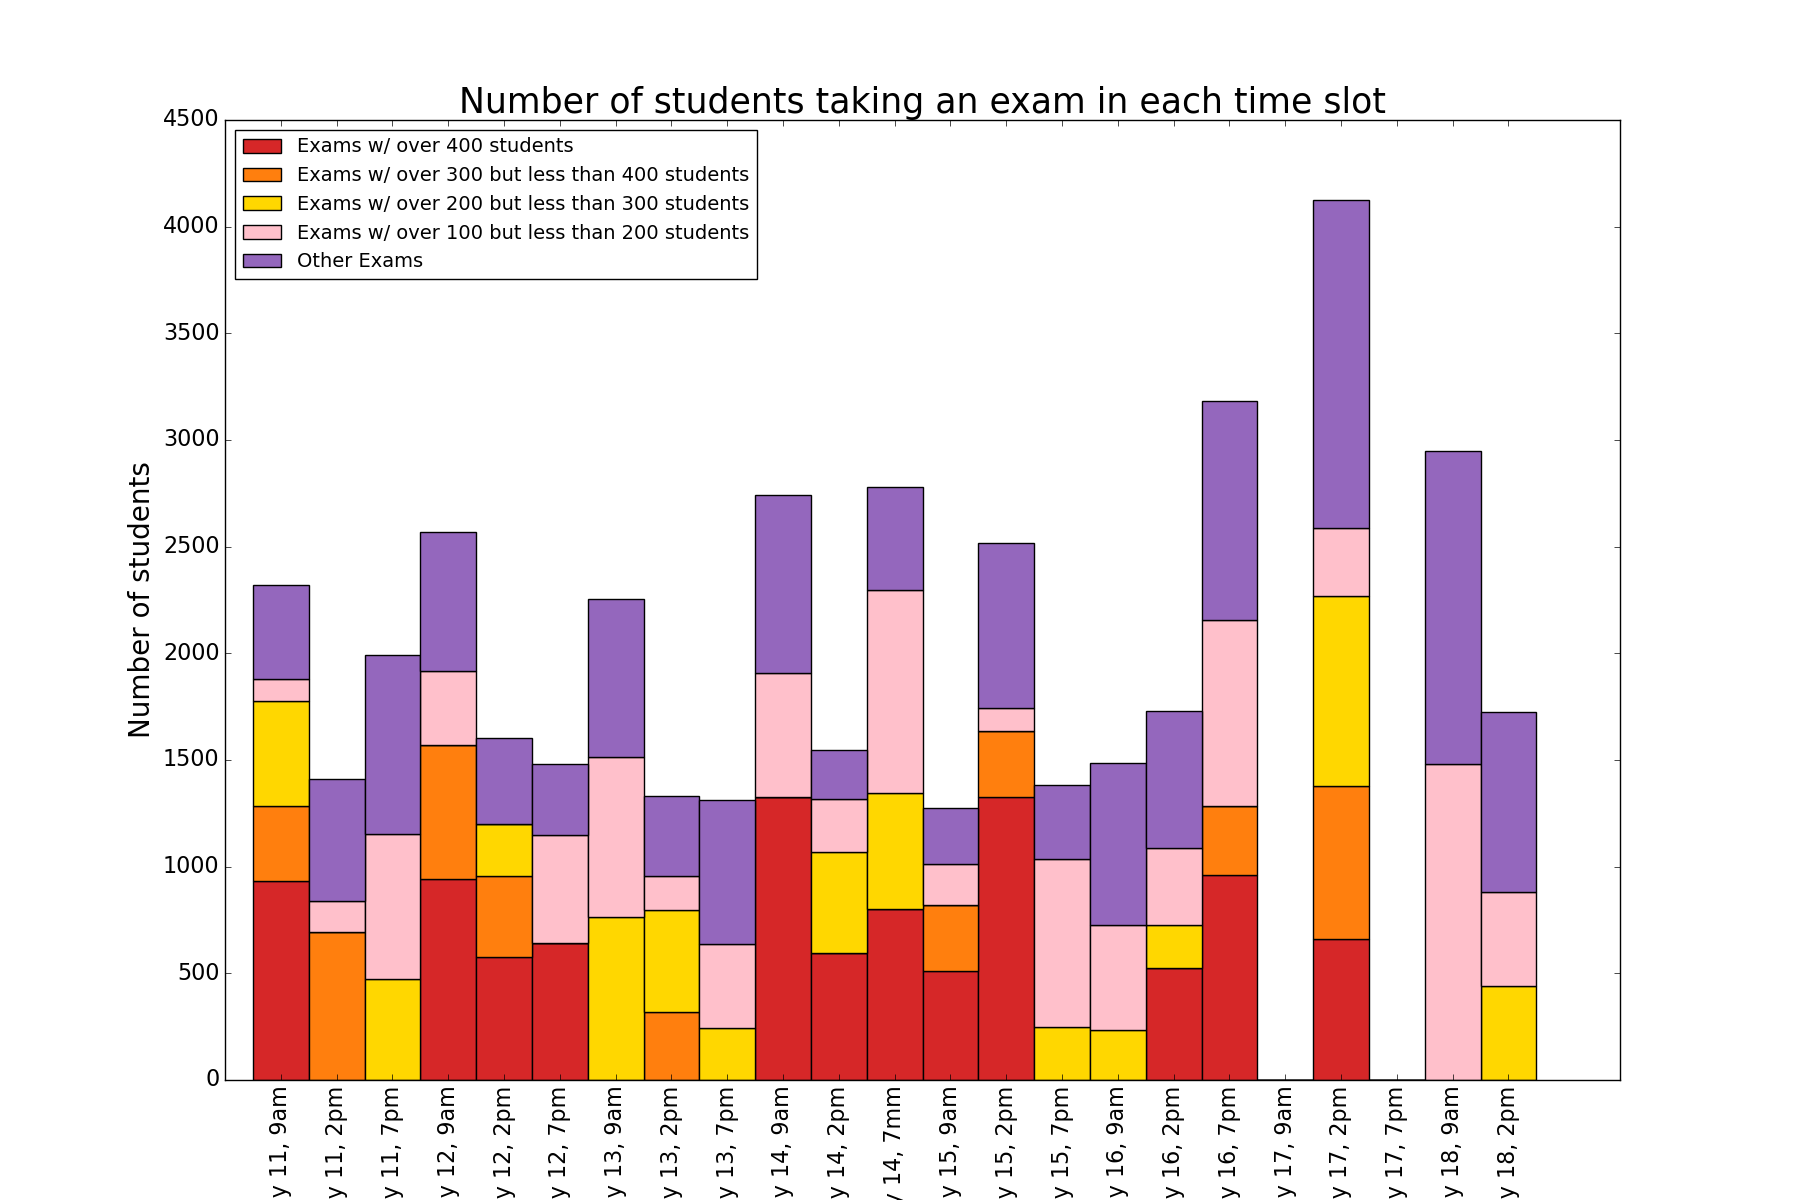 Number of students taking an exam in each time slot
4500
4000
3500
3000
2500
2000
1500
1000
500
0
Number of students
Exams w/ over 400 students
Exams w/ over 300 but less than 400 students
Exams w/ over 200 but less than 300 students
Exams w/ over 100 but less than 200 students
Other Exams
y 11, 9am
y 11, 2pm
y 11, 7pm
y 12, 9am
y 12, 2pm
y 12, 7pm
y 13, 9am
y 13, 2pm
y 13, 7pm
y 14, 9am
y 14, 2pm
y 14, 7mm
y 15, 9am
y 15, 2pm
y 15, 7pm
y 16, 9am
y 16, 2pm
y 16, 7pm
y 17, 9am
y 17, 2pm
y 17, 7pm
y 18, 9am
y 18, 2pm